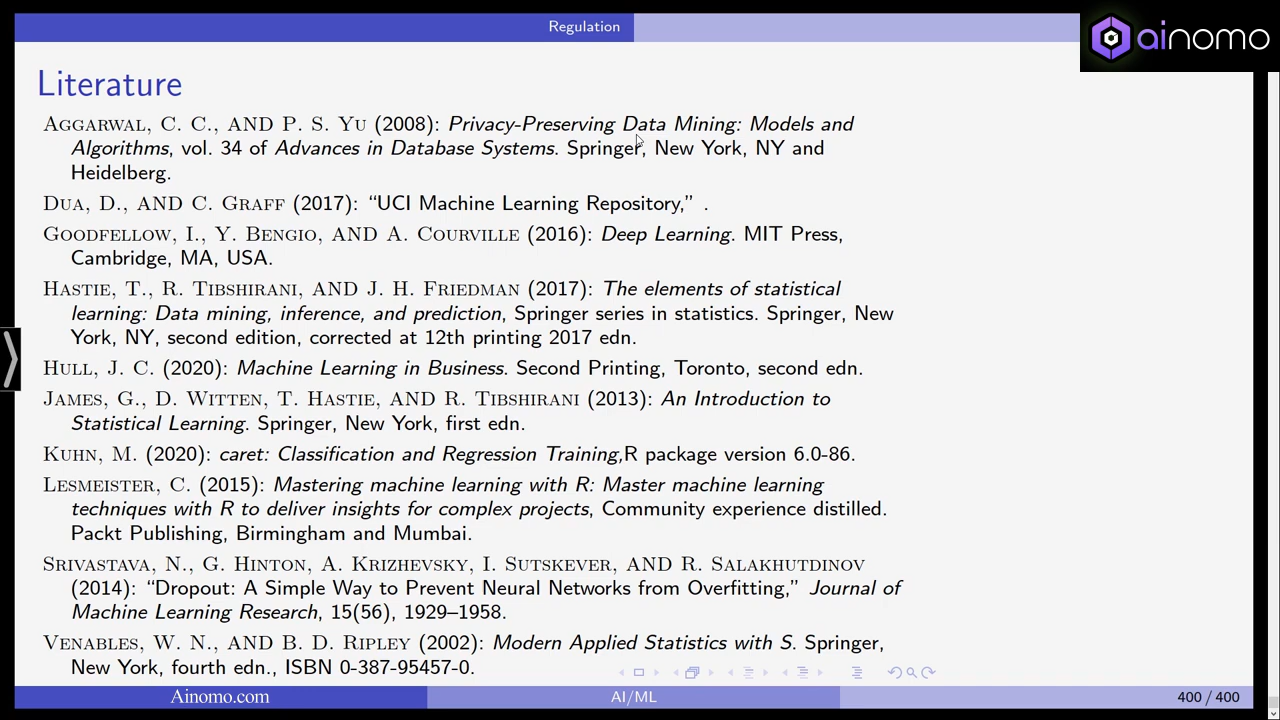 Regulation
ainomo
Literature
AGGARWAL, C. C., AND P. S. YU (2008): Privacy-Preserving Data Mining: Models and
Algorithms, vol. 34 of Advances in Database Systems. Springer, New York, NY and
Heidelberg.
DUA, D., AND C. GRAFF (2017): “UCI Machine Learning Repository,” .
GOODFELLOW, I., Y. BENGIO, AND A. COURVILLE (2016): Deep Learning. MIT Press,
Cambridge, MA, USA.
HASTIE, T., R. TIBSHIRANI, AND J. H. FRIEDMAN (2017): The elements of statistical
learning: Data mining, inference, and prediction, Springer series in statistics. Springer, New
York, NY, second edition, corrected at 12th printing 2017 edn.
HULL, J. C. (2020): Machine Learning in Business. Second Printing, Toronto, second edn.
JAMES, G., D. WITTEN, T. HASTIE, AND R. TIBSHIRANI (2013): An Introduction to
Statistical Learning. Springer, New York, first edn.
KUHN, M. (2020): caret: Classification and Regression Training,R package version 6.0-86.
LESMEISTER, C. (2015): Mastering machine learning with R: Master machine learning
techniques with R to deliver insights for complex projects, Community experience distilled.
Packt Publishing, Birmingham and Mumbai.
SRIVASTAVA, N., G. HINTON, A. KRIZHEVSKY, I. SUTSKEVER, AND R. SALAKHUTDINOV
(2014): “Dropout: A Simple Way to Prevent Neural Networks from Overfitting,” Journal of
Machine Learning Research, 15(56), 1929–1958.
VENABLES, W. N., AND B. D. RIPLEY (2002): Modern Applied Statistics with S. Springer,
New York, fourth edn., ISBN 0-387-95457-0.
Ainomo.com
AI/ML
400 / 400